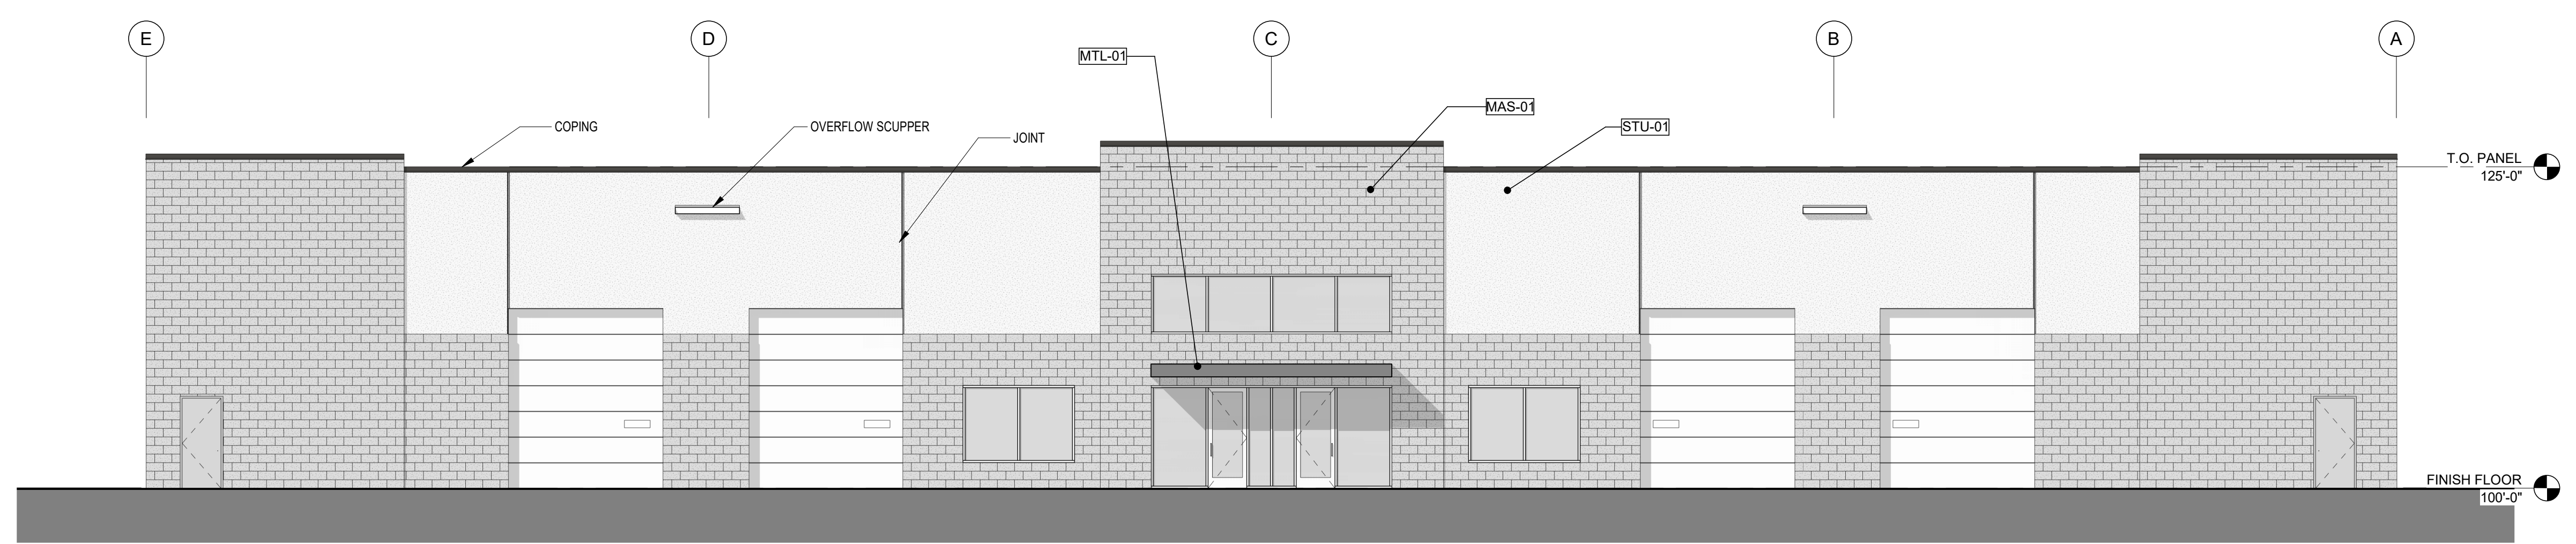 E
D
C
B
A
MTL-01
MAS-01
COPING
OVERFLOW SCUPPER
STU-01
JOINT
T.O. PANEL
125'-0"
FINISH FLOOR
100'-0"